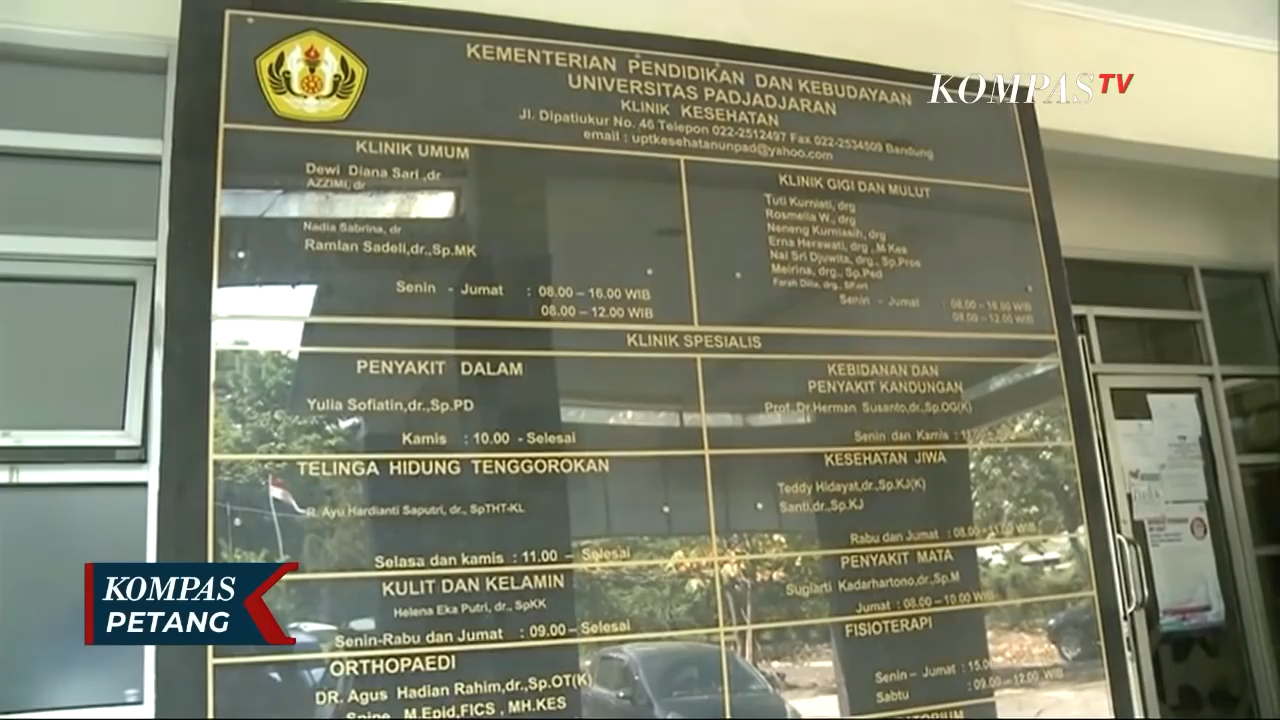 KEMENTERIAN PENDIDIKAN DAN KEBUDAYAAN
UNIVERSITAS PADJADJARAN
KLINIK KESEHATAN
Jl. Dipatiukur No. 46 Telepon 022-2512497 Fax 022-2534509 Bandung
email : uptkesehatanunpad@yahoo.com
KOMPAS TV
KLINIK UMUM
Dewi Diana Sari ,dr
AZZIMI, dr
Nadia Sabrina, dr
Ramlan Sadeli,dr.,Sp.MK
Senin - Jumat : 08.00 – 16.00 WIB
08.00 – 12.00 WIB
KLINIK GIGI DAN MULUT
Tuti Kurniati, drg
Rosmelia W., drg
Neneng Kurniasih, drg
Erna Herawati, drg , M.Kes
Nai Sri Djuwita, drg., Sp.Pros
Meirina, drg., Sp.Ped
Farah Dilla, drg.,
Senin - Jumat : 08.00 – 16.00 WIB
08.00 – 12.00 WIB
KLINIK SPESIALIS
PENYAKIT DALAM
Yulia Sofiatin,dr.,Sp.PD
Kamis : 10.00 - Selesai
KEBIDANAN DAN
PENYAKIT KANDUNGAN
Prof. Dr.Herman Susanto,dr.,Sp.OG(K)
Senin dan Kamis :
TELINGA HIDUNG TENGGOROKAN
R. Ayu Hardianti Saputri, dr., SpTHT-KL
Selasa dan kamis : 11.00 – Selesai
KESEHATAN JIWA
Teddy Hidayat,dr.,Sp.KJ(K)
Santi,dr.,Sp.KJ
Rabu dan Jumat : 08.00 – 11.00 WIB
KULIT DAN KELAMIN
Helena Eka Putri, dr., SpKK
Senin-Rabu dan Jumat : 09.00 – Selesai
PENYAKIT MATA
Sugiarti Kadarhartono,dr.,Sp.M
Jumat : 08.00 – 10.00 WIB
ORTHOPAEDI
DR. Agus Hadian Rahim,dr.,Sp.OT(K)
Spine, M.Epid,FICS , MH.KES
FISIOTERAPI
Senin – Jumat : 15.00
Sabtu : 09.00 – 12.00 WIB
KOMPAS
PETANG